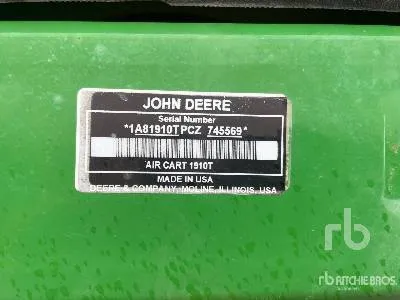 JOHN DEERE
Serial Number
*1A81910TPCZ 745569*
AIR CART 1910T
MADE IN USA
DEERE & COMPANY, MOLINE, ILLINOIS, USA
rb
rb RITCHIE BROS.